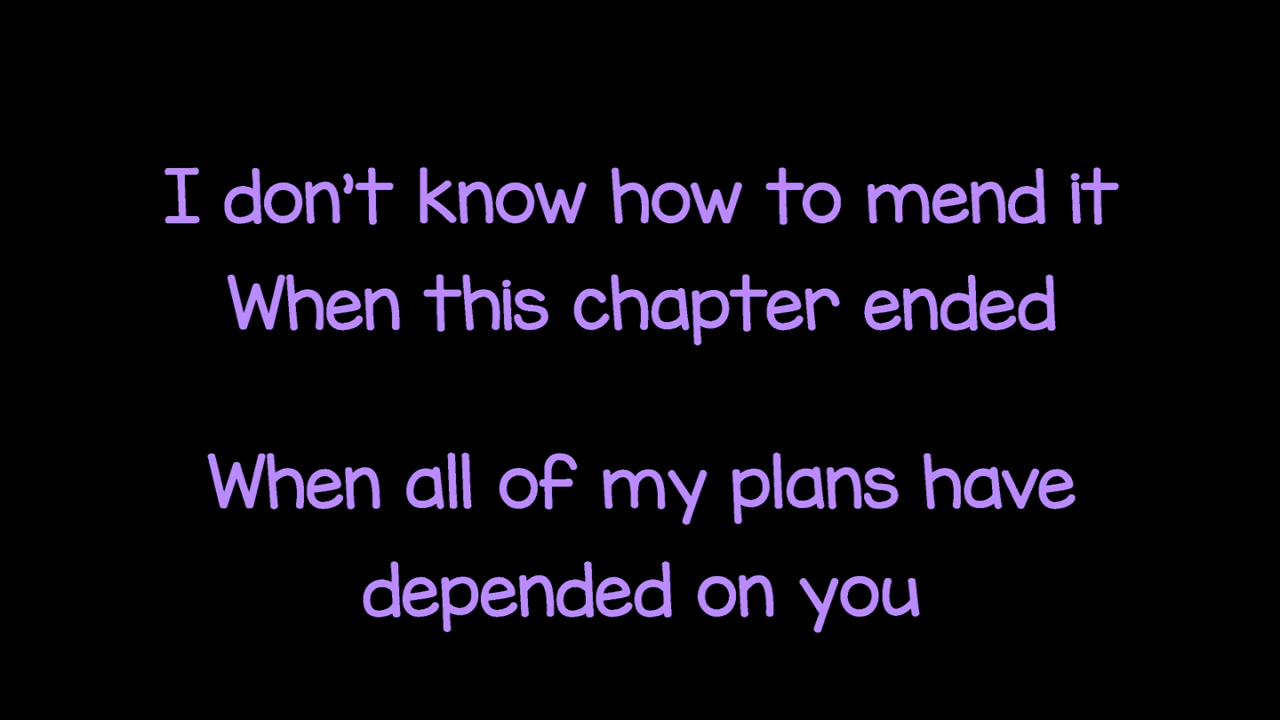 I don't know how to mend it
When this chapter ended
When all of my plans have
depended on you